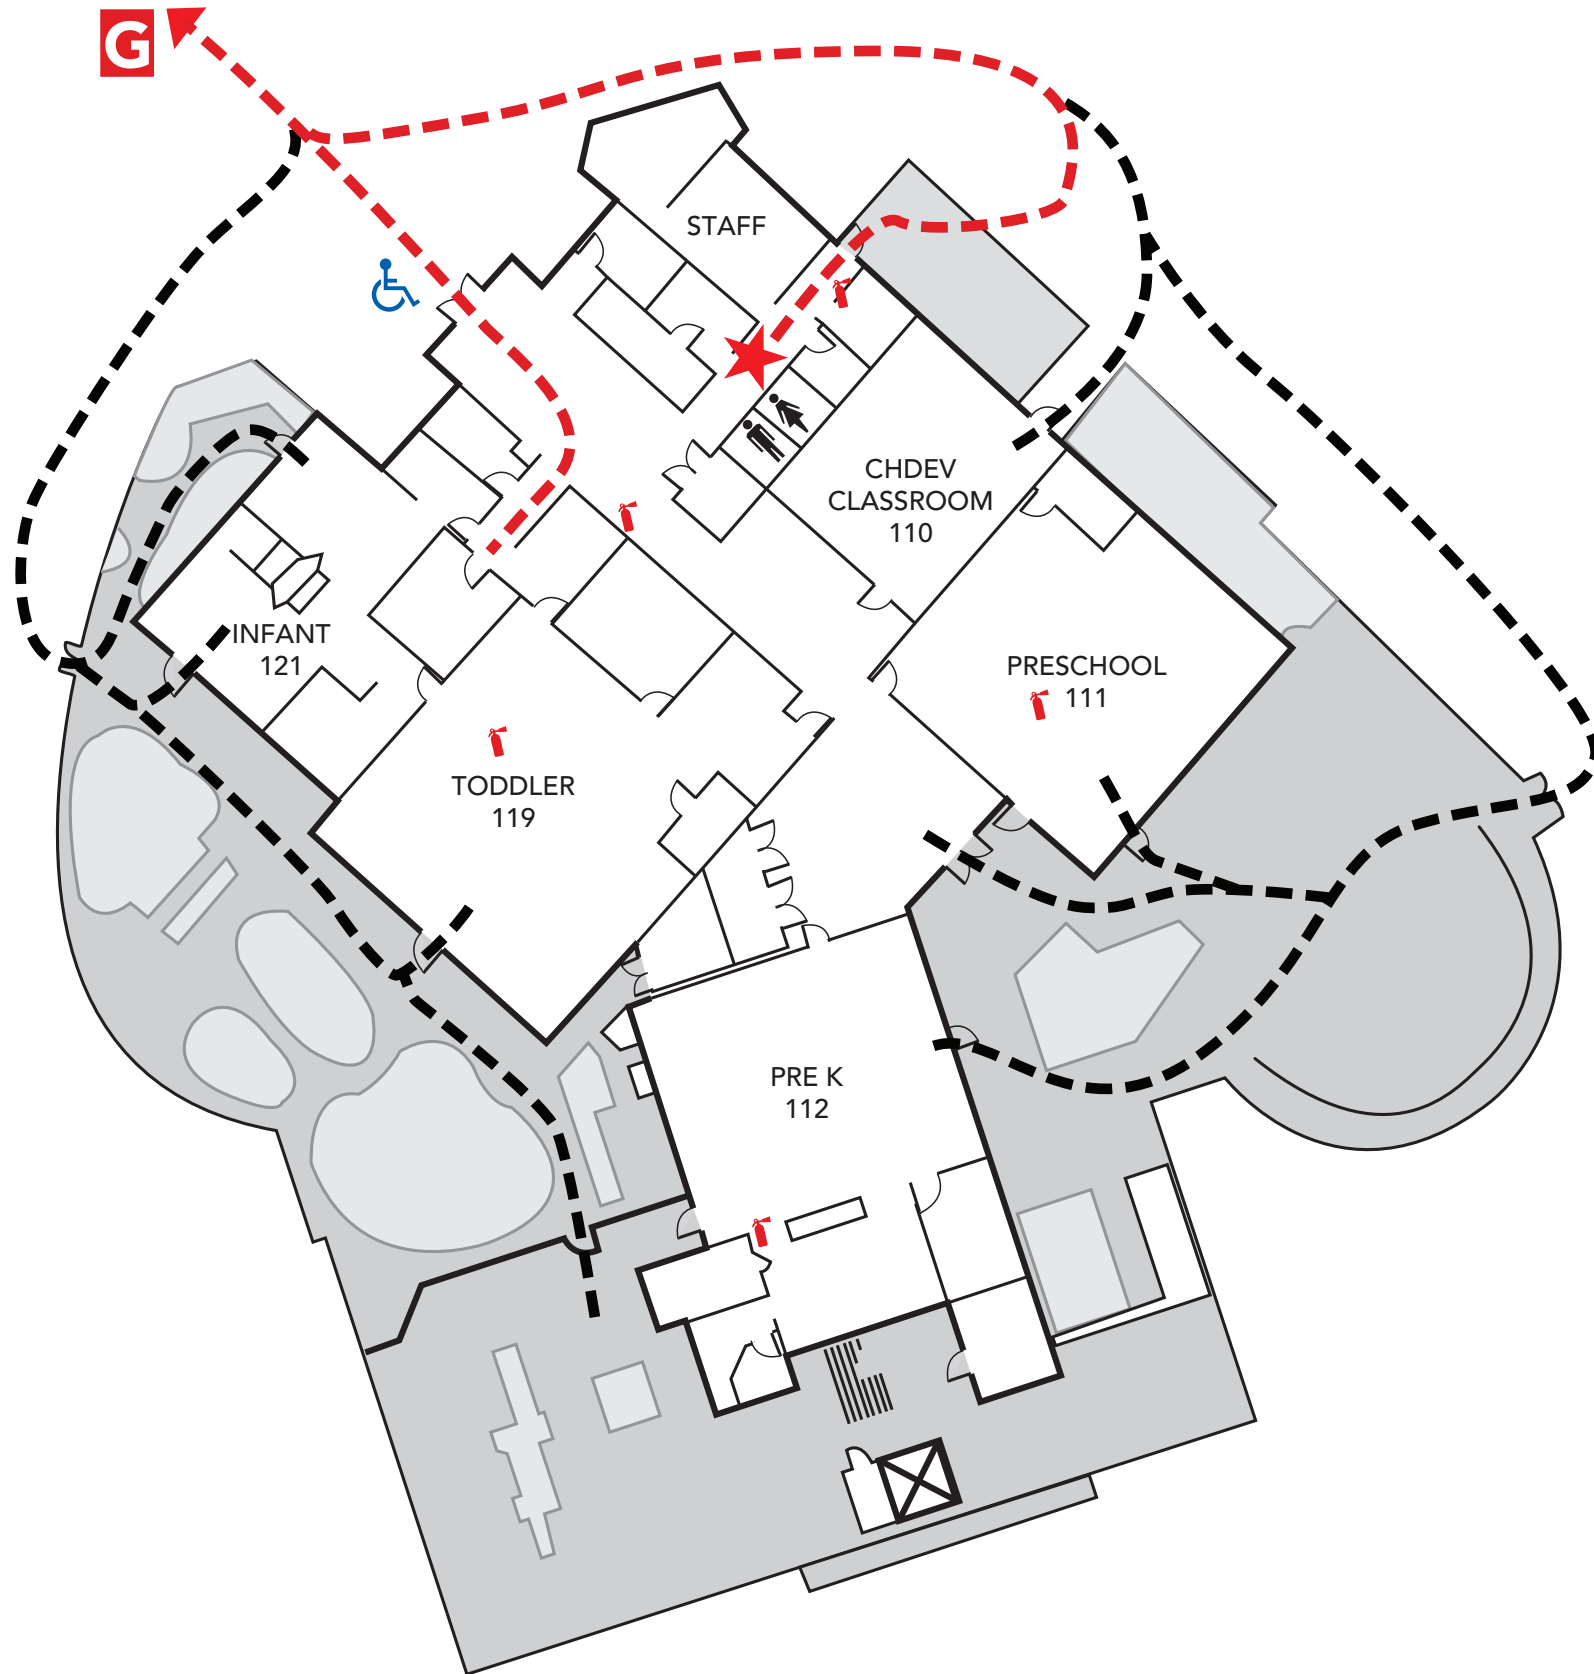 G
STAFF
CHDEV
CLASSROOM
110
INFANT
121
PRESCHOOL
111
TODDLER
119
PRE K
112